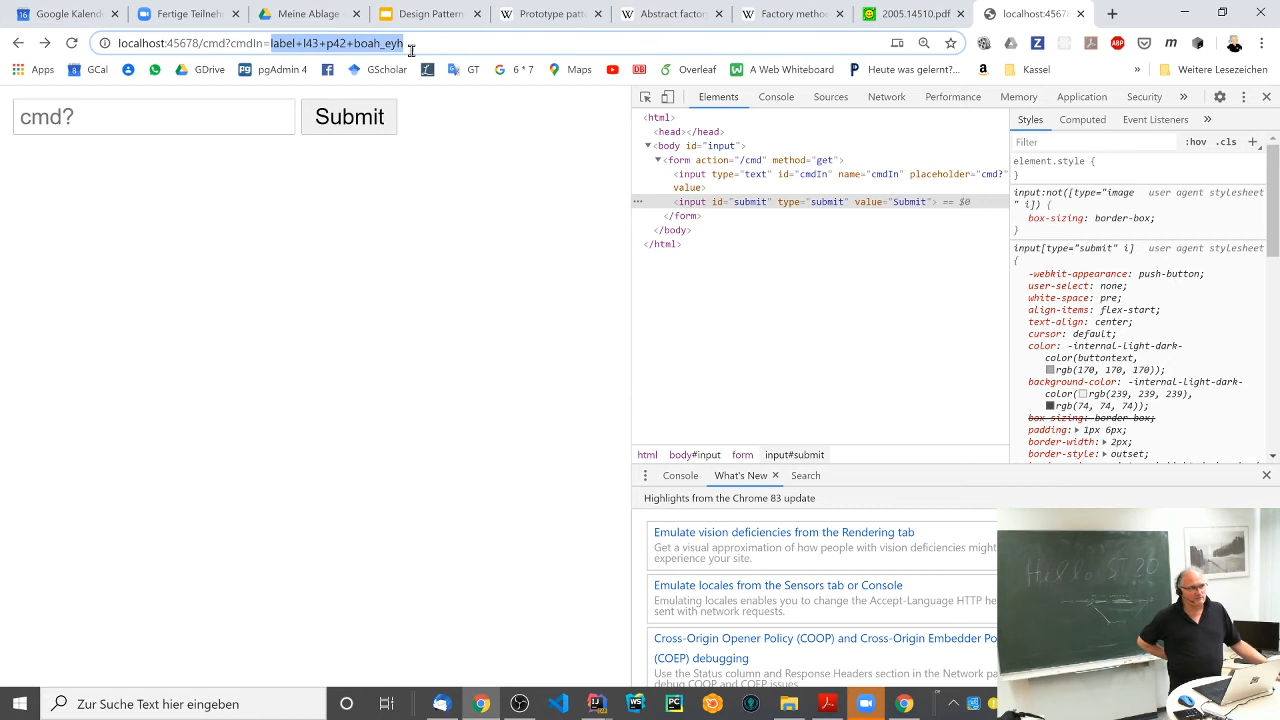 16 Google Kalen
Fertige Teilneh
Meine Ablage
Design Pattern
W Prototype patt
W Abstract factor
W Factory metho
2005.14510.pdf
localhost:4567
localhost:45678/cmd?cmdIn=label+l43+p42+boah_eyh
Apps GCal GDrive pgAdmin 4 GScholar GT 6 * 7 Maps Overleaf A Web Whiteboard Heute was gelernt?... Kassel » Weitere Lesezeichen
cmd? Submit
Elements Console Sources Network Performance Memory Application Security »
<html>
<head></head>
<body id="input">
<form action="/cmd" method="get">
<input type="text" id="cmdIn" name="cmdIn" placeholder="cmd?"
value>
<input id="submit" type="submit" value="Submit"> == $0
</form>
</body>
</html>
html body#input form input#submit
Styles Computed Event Listeners »
Filter :hov .cls +
element.style {
}
input:not([type="image user agent stylesheet
" i]) {
box-sizing: border-box;
}
input[type="submit" i] user agent stylesheet
{
-webkit-appearance: push-button;
user-select: none;
white-space: pre;
align-items: flex-start;
text-align: center;
cursor: default;
color: -internal-light-dark-
color(buttontext,
rgb(170, 170, 170));
background-color: -internal-light-dark-
color(rgb(239, 239, 239),
rgb(74, 74, 74));
box-sizing: border-box;
padding: 1px 6px;
border-width: 2px;
border-style: outset;
Console What's New Search
Highlights from the Chrome 83 update
Emulate vision deficiencies from the Rendering tab
Get a visual approximation of how people with vision deficiencies might
experience your site.
Emulate locales from the Sensors tab or Console
Emulating locales enables you to change the Accept-Language HTTP he
sent with network requests.
Cross-Origin Opener Policy (COOP) and Cross-Origin Embedder Po
(COEP) debugging
Use the Status column and Response Headers section in the Network pa
debug COOP and COEP issues.
Hello
Zur Suche Text hier eingeben